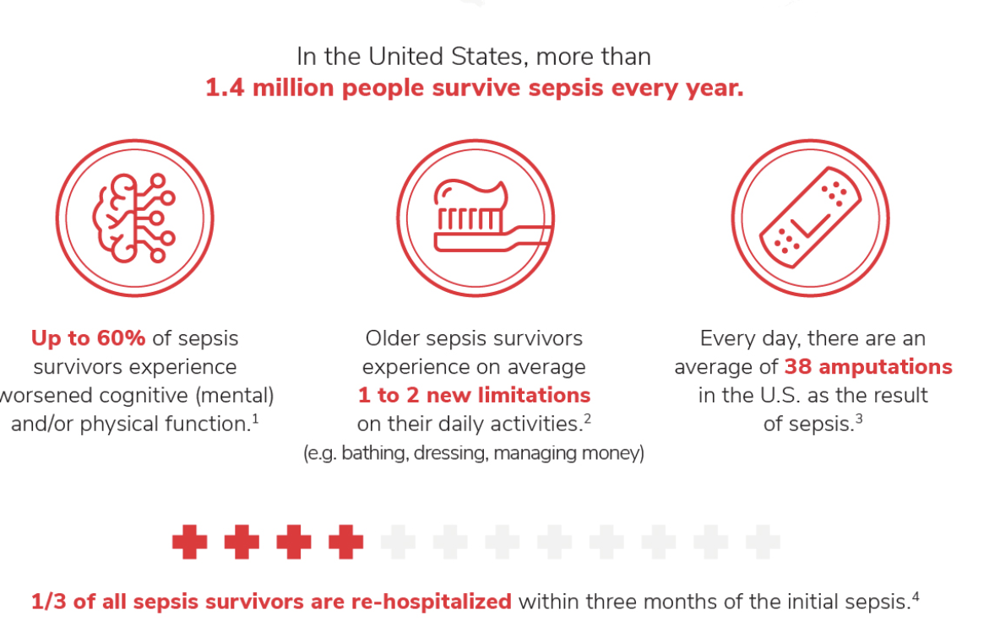 In the United States, more than
1.4 million people survive sepsis every year.
Up to 60% of sepsis
survivors experience
worsened cognitive (mental)
and/or physical function.¹
Older sepsis survivors
experience on average
1 to 2 new limitations
on their daily activities.²
(e.g. bathing, dressing, managing money)
Every day, there are an
average of 38 amputations
in the U.S. as the result
of sepsis.³
1/3 of all sepsis survivors are re-hospitalized within three months of the initial sepsis.⁴